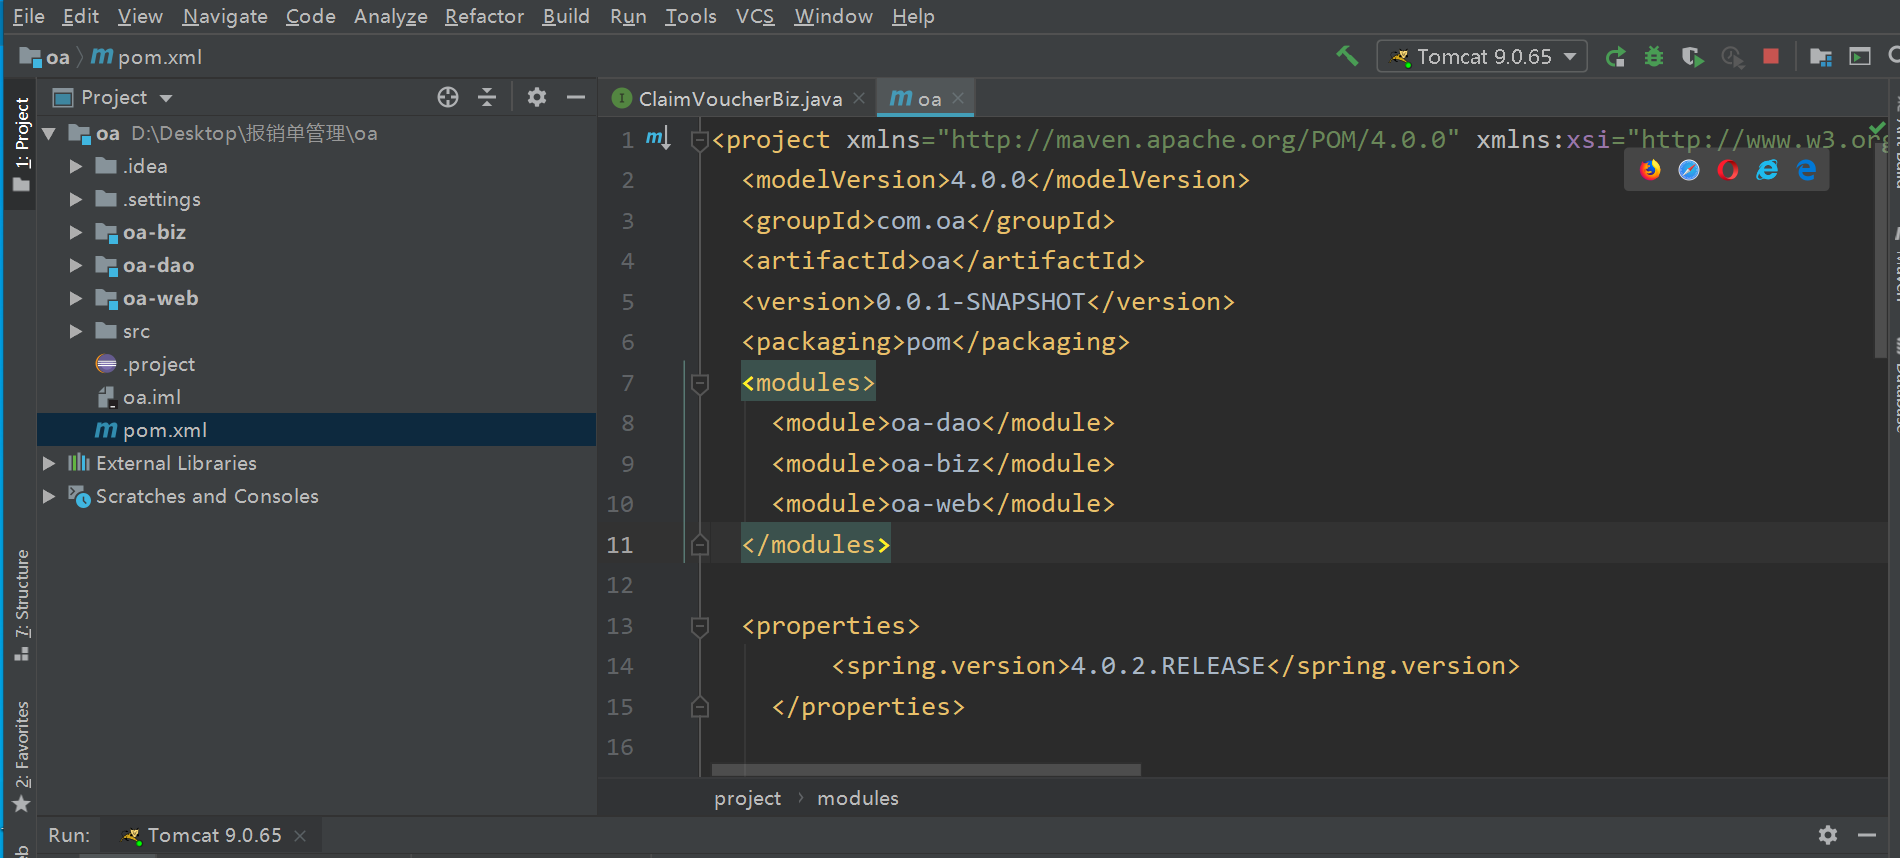 File Edit View Navigate Code Analyze Refactor Build Run Tools VCS Window Help
oa pom.xml
Tomcat 9.0.65
1: Project
7: Structure
2: Favorites
Project
oa D:\Desktop\报销单管理\oa
.idea
.settings
oa-biz
oa-dao
oa-web
src
.project
oa.iml
pom.xml
External Libraries
Scratches and Consoles
ClaimVoucherBiz.java
oa
1 <project xmlns="http://maven.apache.org/POM/4.0.0" xmlns:xsi="http://www.w3.org
2 <modelVersion>4.0.0</modelVersion>
3 <groupId>com.oa</groupId>
4 <artifactId>oa</artifactId>
5 <version>0.0.1-SNAPSHOT</version>
6 <packaging>pom</packaging>
7 <modules>
8 <module>oa-dao</module>
9 <module>oa-biz</module>
10 <module>oa-web</module>
11 </modules>
12
13 <properties>
14 <spring.version>4.0.2.RELEASE</spring.version>
15 </properties>
16
project › modules
Run: Tomcat 9.0.65